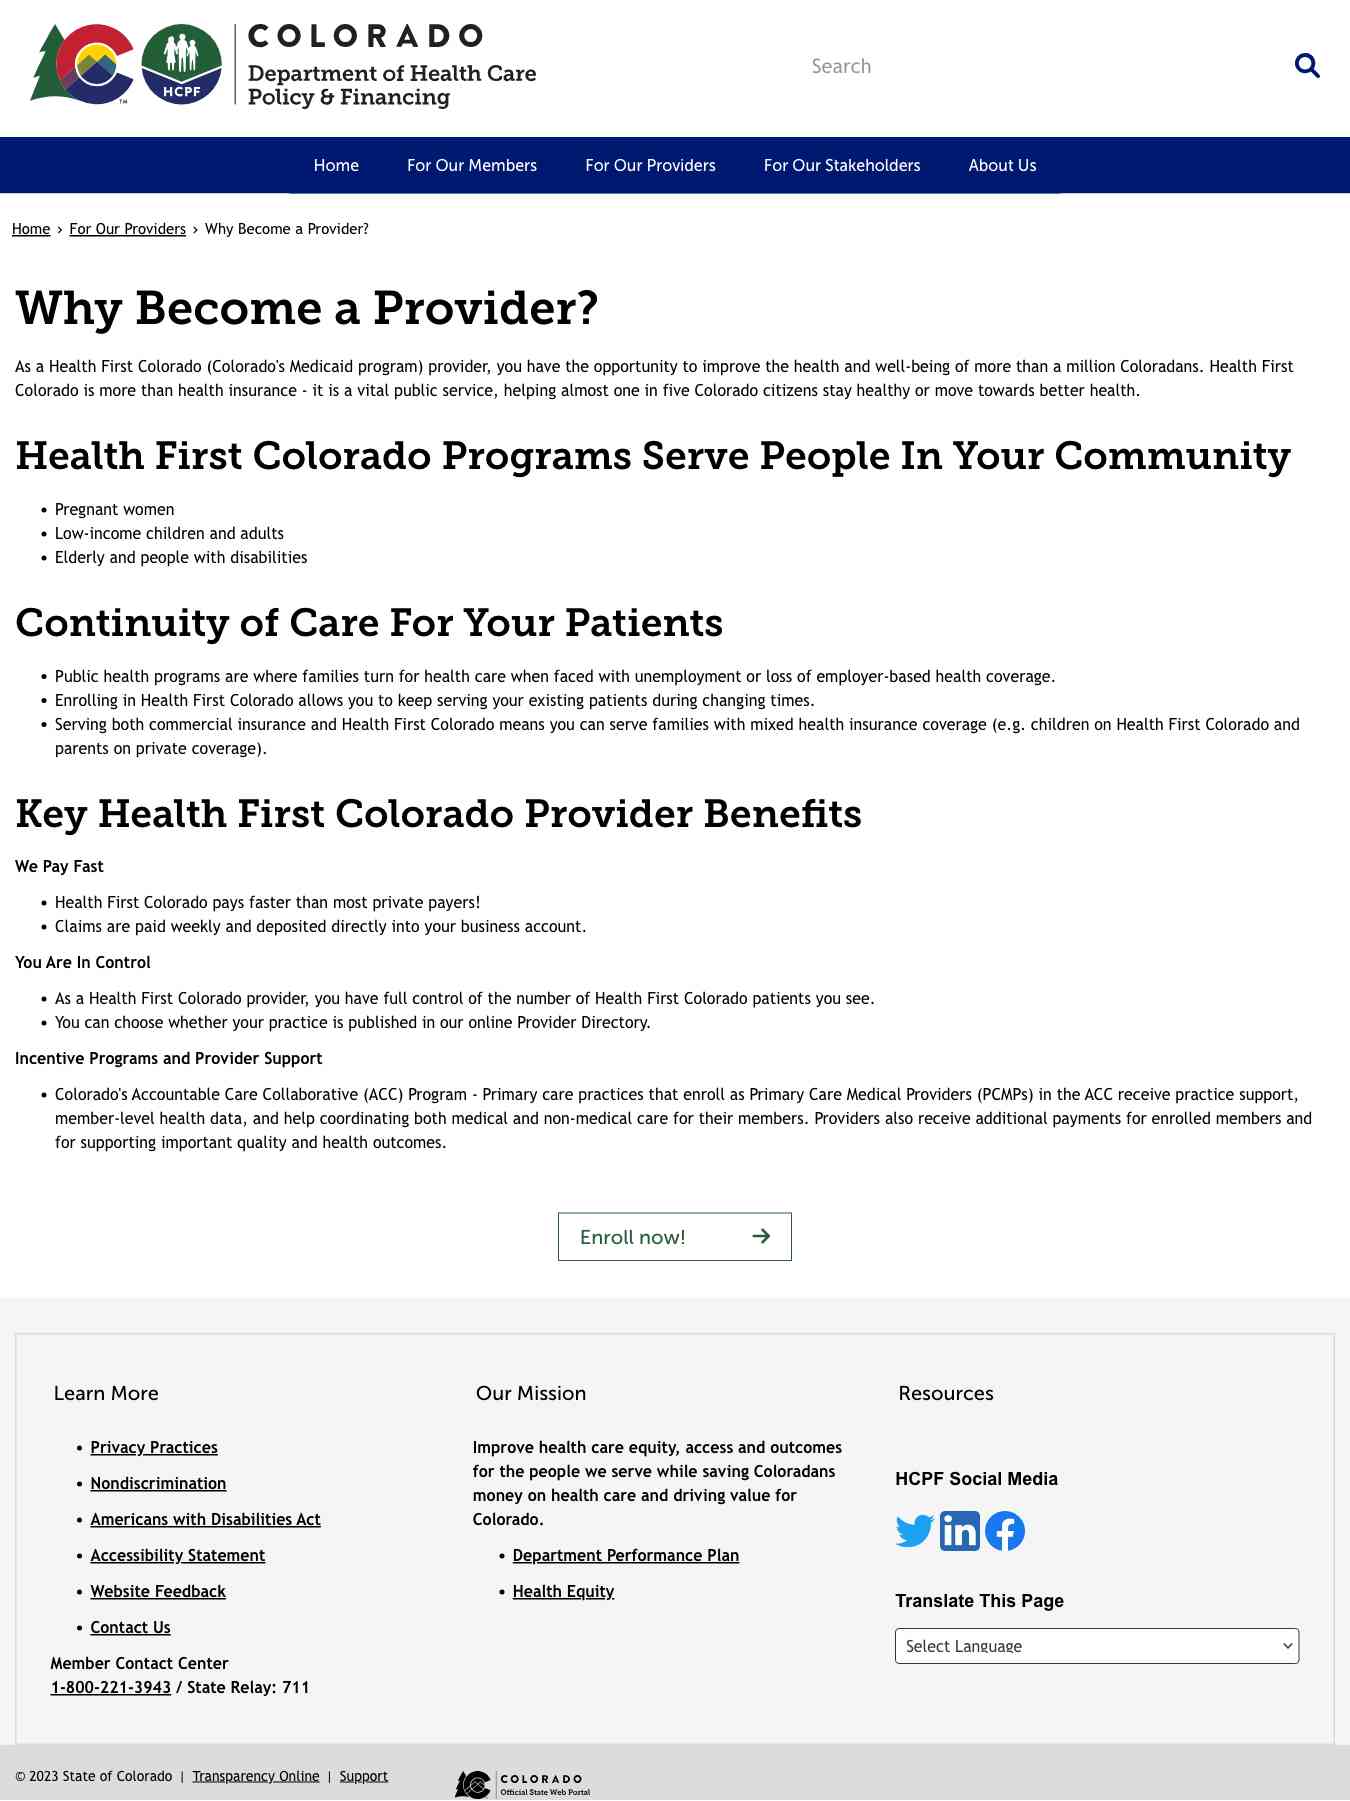 COLORADO
Department of Health Care
Policy & Financing
HCPF
TM
Search
Home
For Our Members
For Our Providers
For Our Stakeholders
About Us
Home › For Our Providers › Why Become a Provider?
Why Become a Provider?
As a Health First Colorado (Colorado's Medicaid program) provider, you have the opportunity to improve the health and well-being of more than a million Coloradans. Health First
Colorado is more than health insurance - it is a vital public service, helping almost one in five Colorado citizens stay healthy or move towards better health.
Health First Colorado Programs Serve People In Your Community
• Pregnant women
• Low-income children and adults
• Elderly and people with disabilities
Continuity of Care For Your Patients
• Public health programs are where families turn for health care when faced with unemployment or loss of employer-based health coverage.
• Enrolling in Health First Colorado allows you to keep serving your existing patients during changing times.
• Serving both commercial insurance and Health First Colorado means you can serve families with mixed health insurance coverage (e.g. children on Health First Colorado and
parents on private coverage).
Key Health First Colorado Provider Benefits
We Pay Fast
• Health First Colorado pays faster than most private payers!
• Claims are paid weekly and deposited directly into your business account.
You Are In Control
• As a Health First Colorado provider, you have full control of the number of Health First Colorado patients you see.
• You can choose whether your practice is published in our online Provider Directory.
Incentive Programs and Provider Support
• Colorado's Accountable Care Collaborative (ACC) Program - Primary care practices that enroll as Primary Care Medical Providers (PCMPs) in the ACC receive practice support,
member-level health data, and help coordinating both medical and non-medical care for their members. Providers also receive additional payments for enrolled members and
for supporting important quality and health outcomes.
Enroll now!
Learn More
• Privacy Practices
• Nondiscrimination
• Americans with Disabilities Act
• Accessibility Statement
• Website Feedback
• Contact Us
Member Contact Center
1-800-221-3943 / State Relay: 711
Our Mission
Improve health care equity, access and outcomes
for the people we serve while saving Coloradans
money on health care and driving value for
Colorado.
• Department Performance Plan
• Health Equity
Resources
HCPF Social Media
Translate This Page
Select Language
© 2023 State of Colorado | Transparency Online | Support
COLORADO
Official State Web Portal